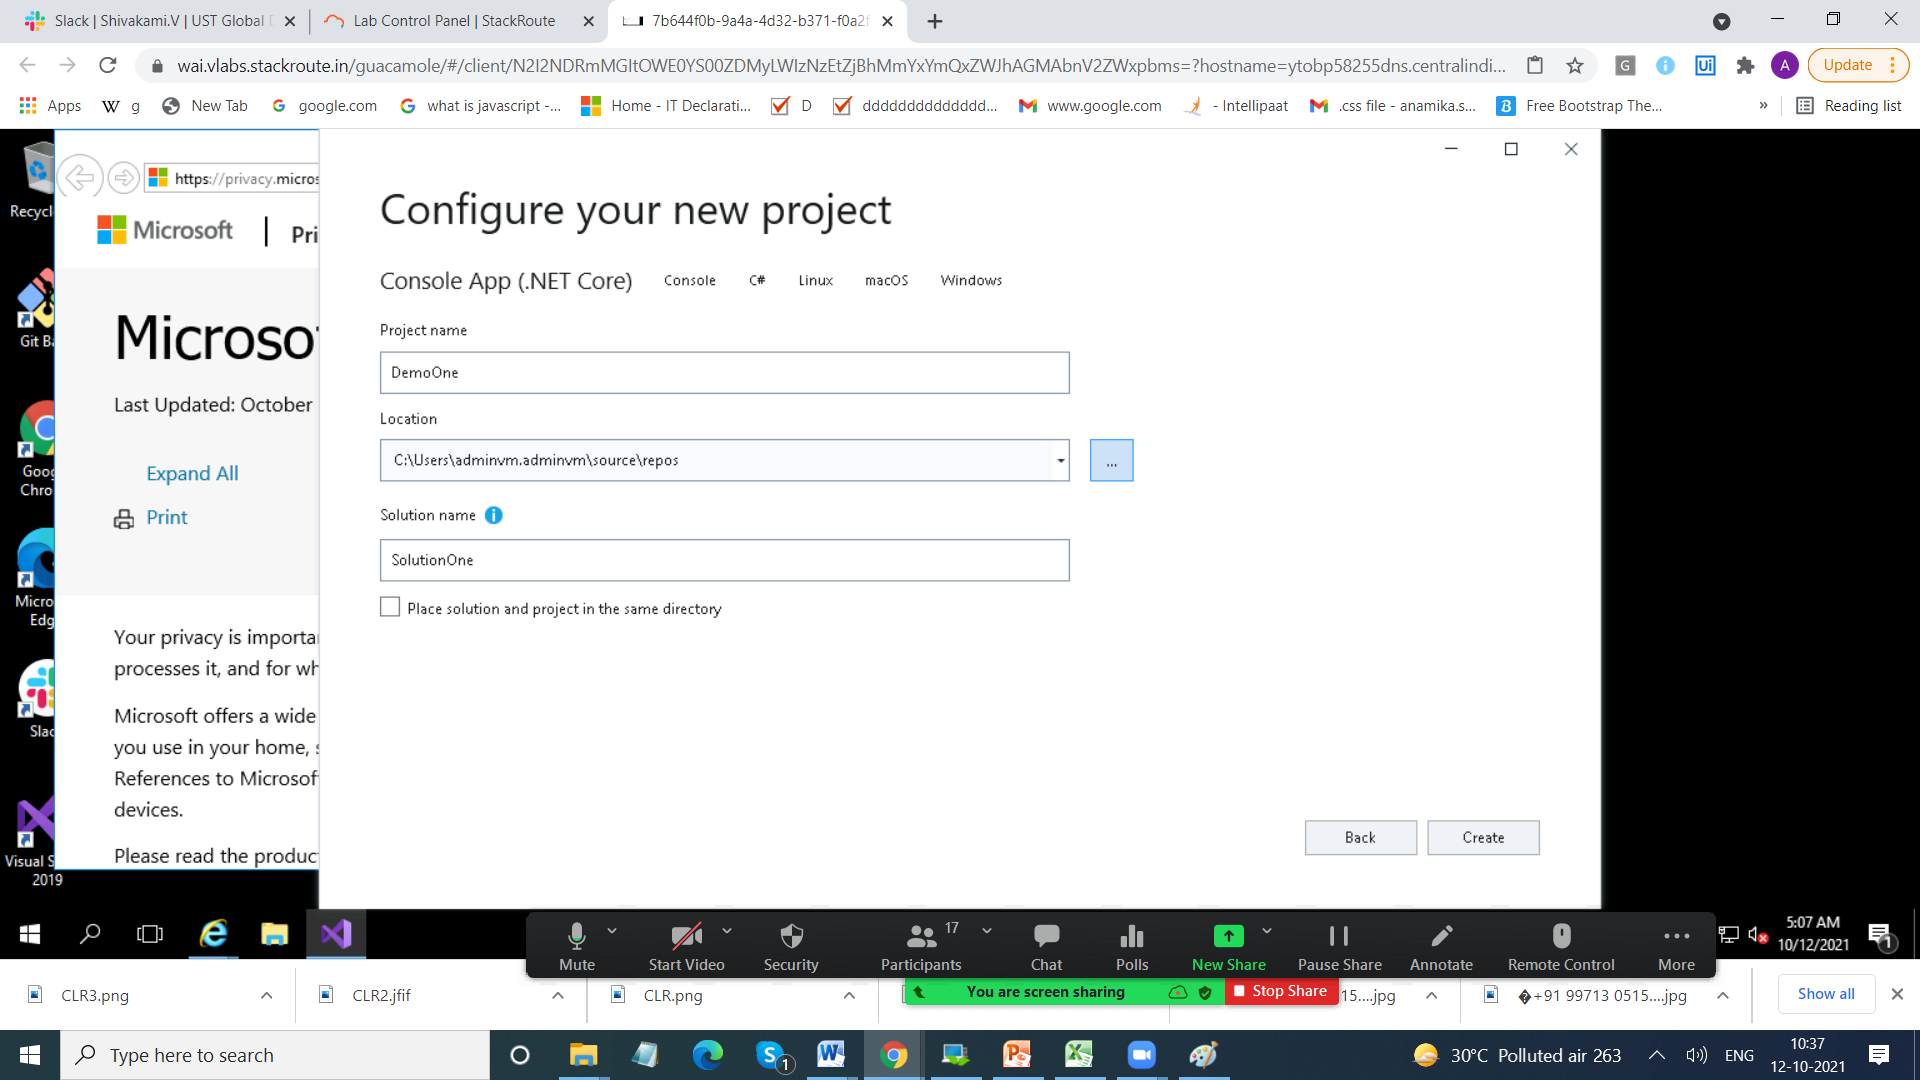 Slack | Shivakami.V | UST Global
Lab Control Panel | StackRoute
7b644f0b-9a4a-4d32-b371-f0a2f
wai.vlabs.stackroute.in/guacamole/#/client/N2I2NDRmMGItOWE0YS00ZDMyLWIzNzEtZjBhMmYxYmQxZWJhAGMAbnV2ZWxpbms=?hostname=ytobp58255dns.centralindi...
Update
Apps
g
New Tab
google.com
what is javascript -...
Home - IT Declarati...
D
ddddddddddddddd...
www.google.com
- Intellipaat
.css file - anamika.s...
Free Bootstrap The...
»
Reading list
Recycl
https://privacy.micros
Microsoft | Pri
Microsof
Last Updated: October
Expand All
Print
Your privacy is importa
processes it, and for wh
Microsoft offers a wide
you use in your home, s
References to Microsof
devices.
Please read the produc
Git Ba
Goog
Chro
Micro
Edg
Slac
Visual S
2019
Configure your new project
Console App (.NET Core) Console C# Linux macOS Windows
Project name
DemoOne
Location
C:\Users\adminvm.adminvm\source\repos
...
Solution name
SolutionOne
Place solution and project in the same directory
Back
Create
Mute
Start Video
Security
17
Participants
Chat
Polls
New Share
Pause Share
Annotate
Remote Control
More
5:07 AM
10/12/2021
1
You are screen sharing
Stop Share
CLR3.png
CLR2.jfif
CLR.png
15....jpg
�+91 99713 0515....jpg
Show all
Type here to search
1
30°C Polluted air 263
ENG
10:37
12-10-2021